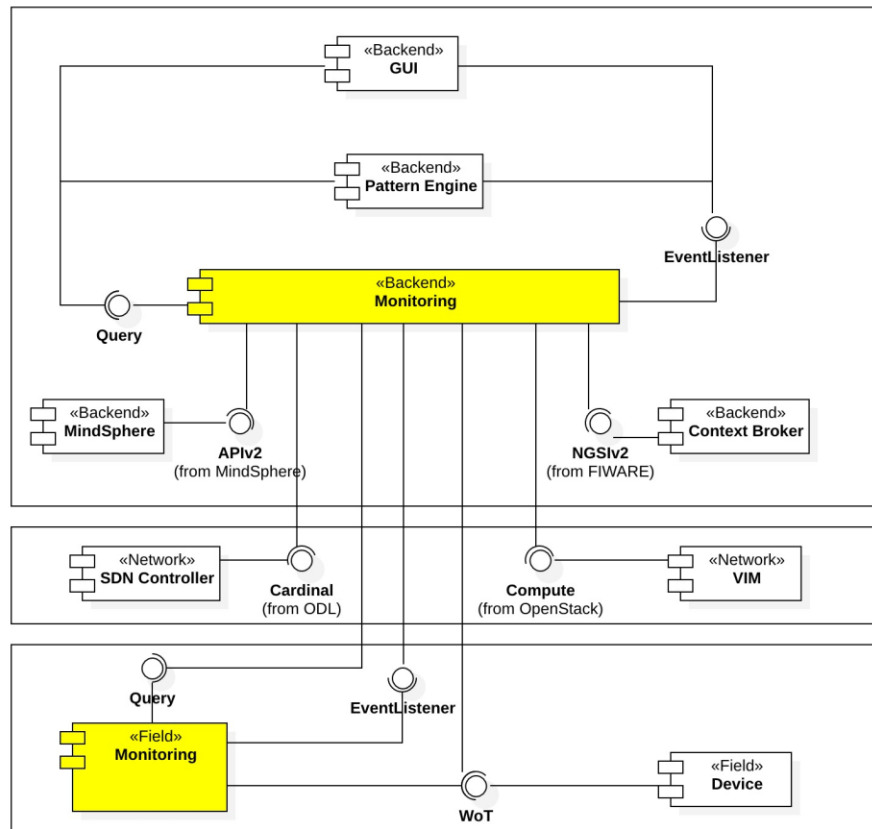 «Backend»
GUI
«Backend»
Pattern Engine
EventListener
«Backend»
Monitoring
Query
«Backend»
MindSphere
APIv2
(from MindSphere)
NGSIv2
(from FIWARE)
«Backend»
Context Broker
«Network»
SDN Controller
Cardinal
(from ODL)
Compute
(from OpenStack)
«Network»
VIM
Query
EventListener
«Field»
Monitoring
WoT
«Field»
Device